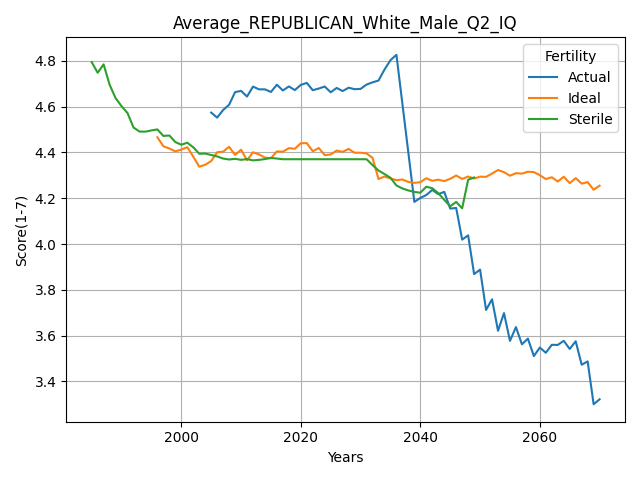 Average_REPUBLICAN_White_Male_Q2_IQ
Fertility
Actual
Ideal
Sterile
Score(1-7)
4.8
4.6
4.4
4.2
4.0
3.8
3.6
3.4
2000
2020
2040
2060
Years